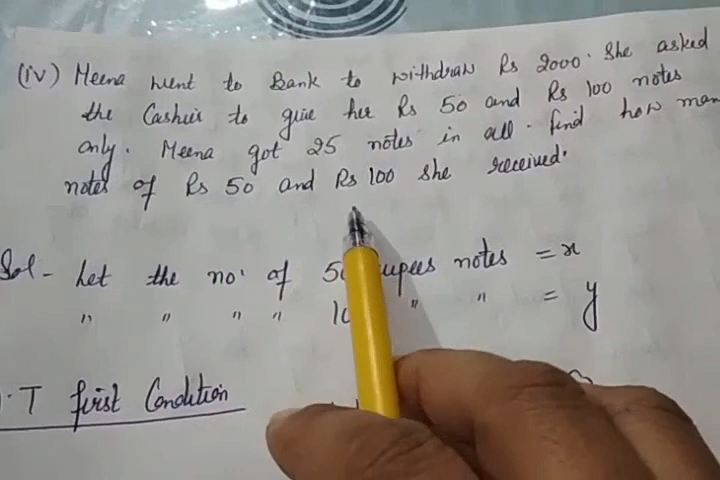 (iv) Meena went to Bank to withdraw Rs 2000. She asked
the Cashier to give her Rs 50 and Rs 100 notes
only. Meena got 25 notes in all. find how
notes of Rs 50 and Rs 100 she received.
Sol - Let the no. of rupees notes = x
" " " " " " = y
T first Condition